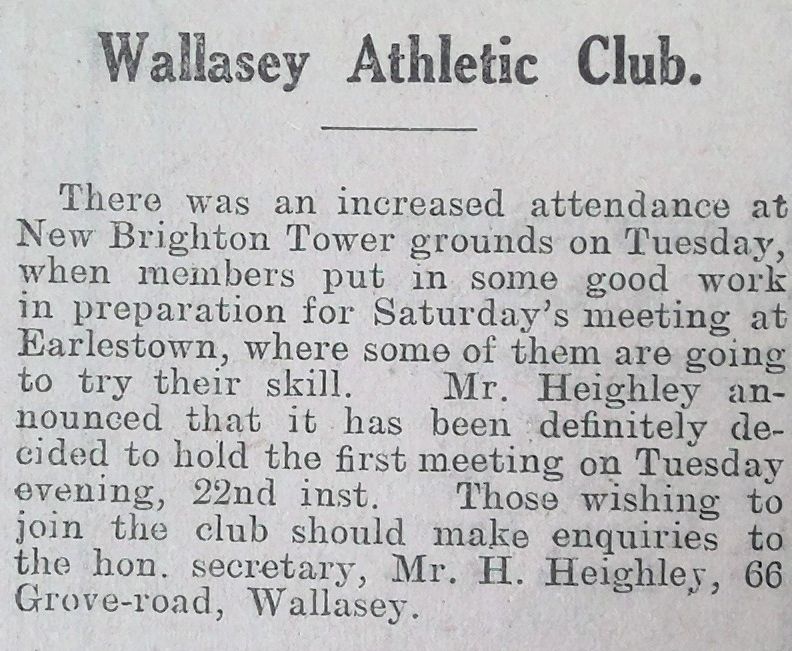 Wallasey Athletic Club.
There was an increased attendance at
New Brighton Tower grounds on Tuesday,
when members put in some good work
in preparation for Saturday's meeting at
Earlestown, where some of them are going
to try their skill. Mr. Heighley an-
nounced that it has been definitely de-
cided to hold the first meeting on Tuesday
evening, 22nd inst. Those wishing to
join the club should make enquiries to
the hon. secretary, Mr. H. Heighley, 66
Grove-road, Wallasey.